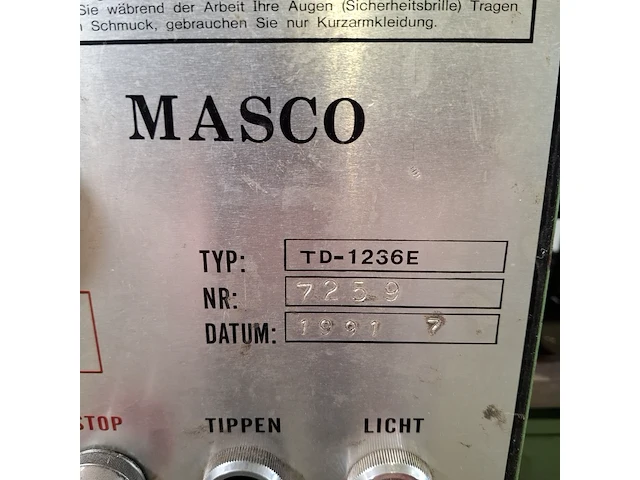 Sie während der Arbeit Ihre Augen (Sicherheitsbrille) Tragen
n Schmuck, gebrauchen Sie nur Kurzarmkleidung.
MASCO
TYP: TD-1236E
NR: 7259
DATUM: 1991 7
STOP TIPPEN LICHT